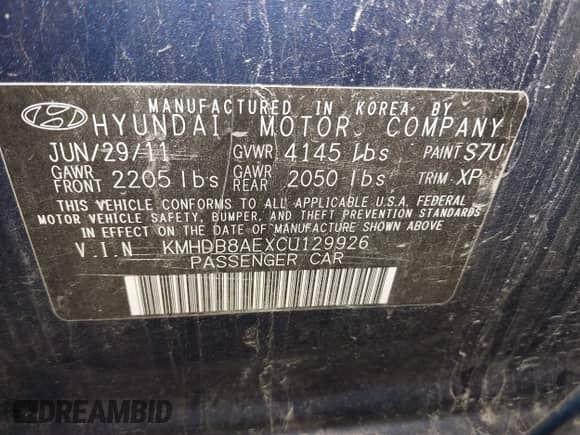 MANUFACTURED IN KOREA BY
HYUNDAI MOTOR COMPANY
JUN/29/11 GVWR 4145 lbs PAINT S7U
GAWR FRONT 2205 lbs GAWR REAR 2050 lbs TRIM XP
THIS VEHICLE CONFORMS TO ALL APPLICABLE U.S.A. FEDERAL
MOTOR VEHICLE SAFETY, BUMPER, AND THEFT PREVENTION STANDARDS
IN EFFECT ON THE DATE OF MANUFACTURE SHOWN ABOVE
V.I.N KMHDB8AEXCU129926
PASSENGER CAR
DREAMBID